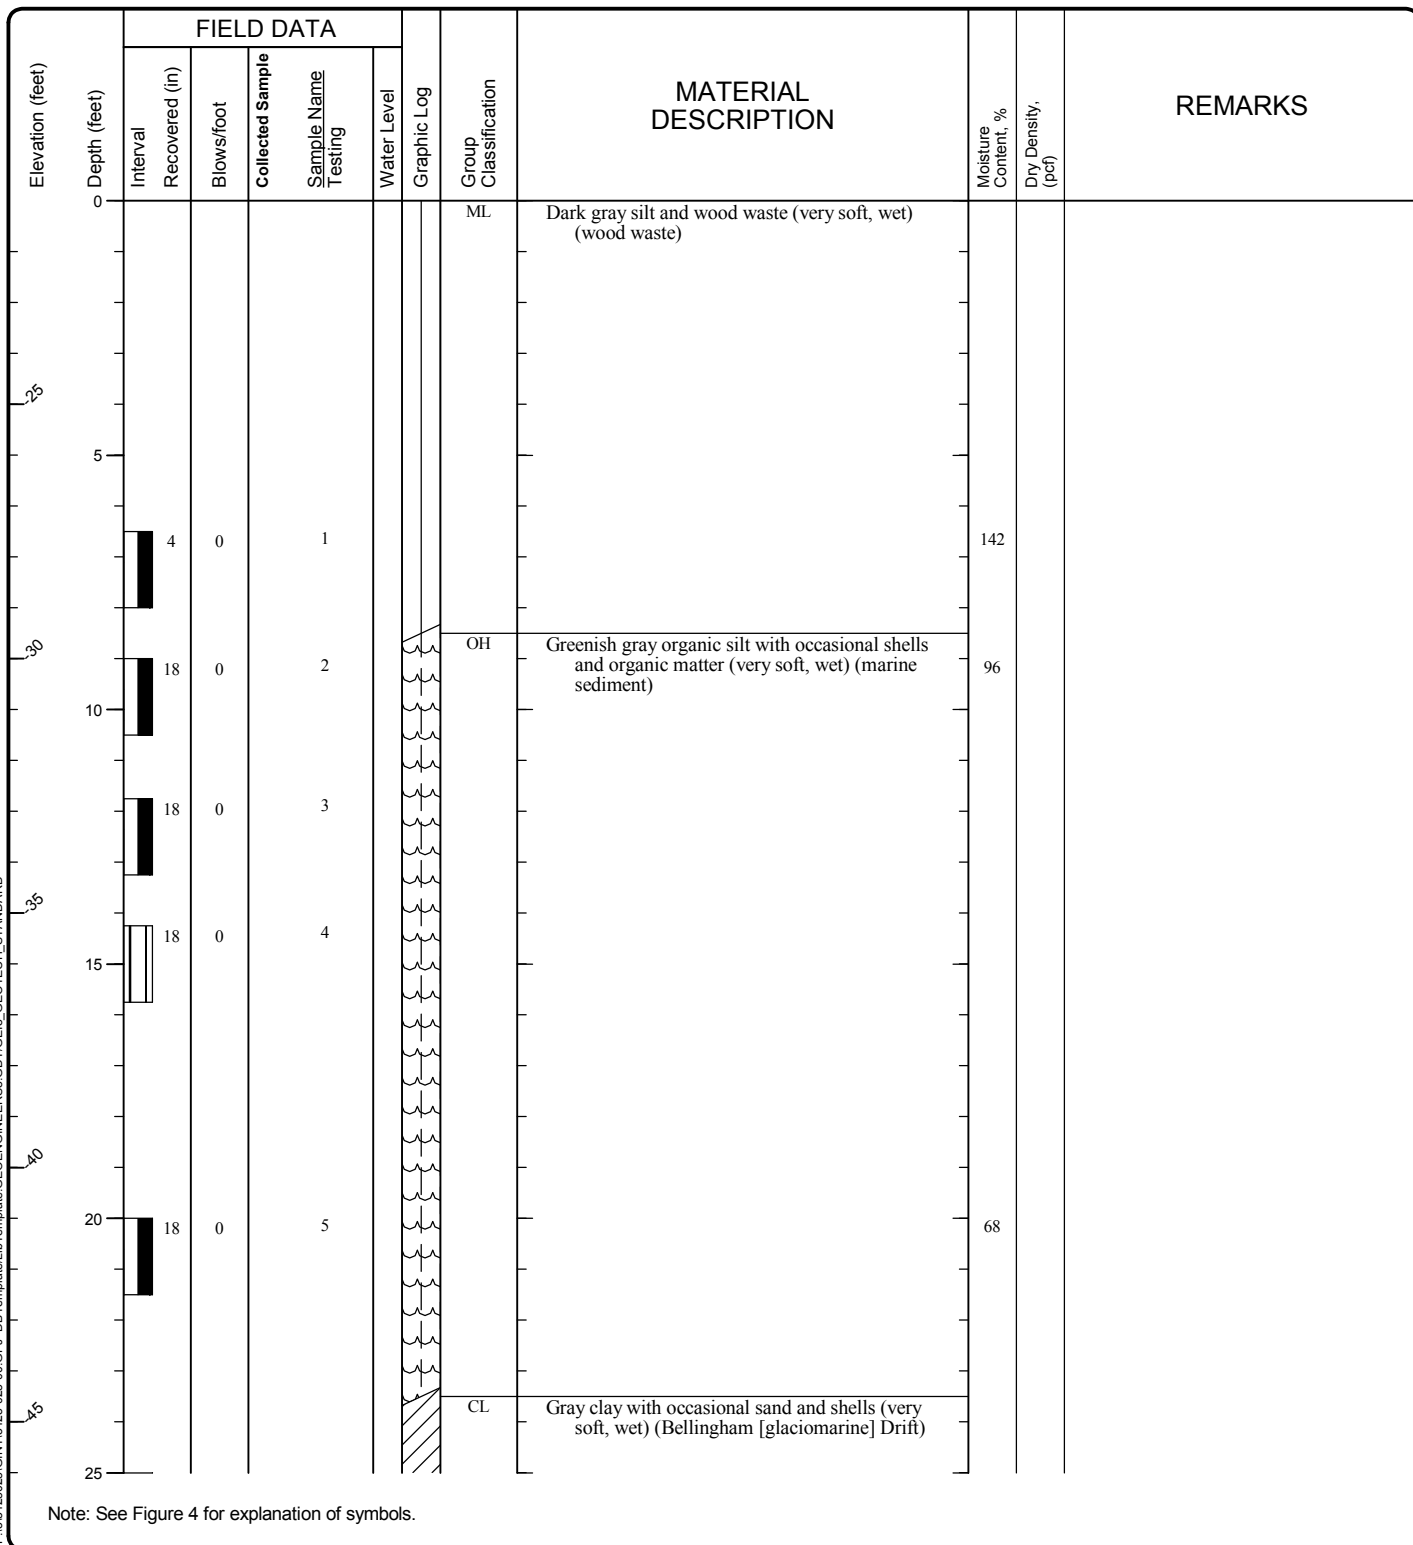 FIELD DATA
Elevation (feet)
Depth (feet)
Interval
Recovered (in)
Blows/foot
Collected Sample
Sample Name
Testing
Water Level
Graphic Log
Group
Classification
MATERIAL
DESCRIPTION
Moisture
Content, %
Dry Density,
(pcf)
REMARKS
0
ML
Dark gray silt and wood waste (very soft, wet)
(wood waste)
-25
5
4 0 1 142
OH
Greenish gray organic silt with occasional shells
and organic matter (very soft, wet) (marine
sediment)
-30
18 0 2 96
10
18 0 3
-35
18 0 4
15
-40
20
18 0 5 68
CL
Gray clay with occasional sand and shells (very
soft, wet) (Bellingham [glaciomarine] Drift)
-45
25
Note: See Figure 4 for explanation of symbols.